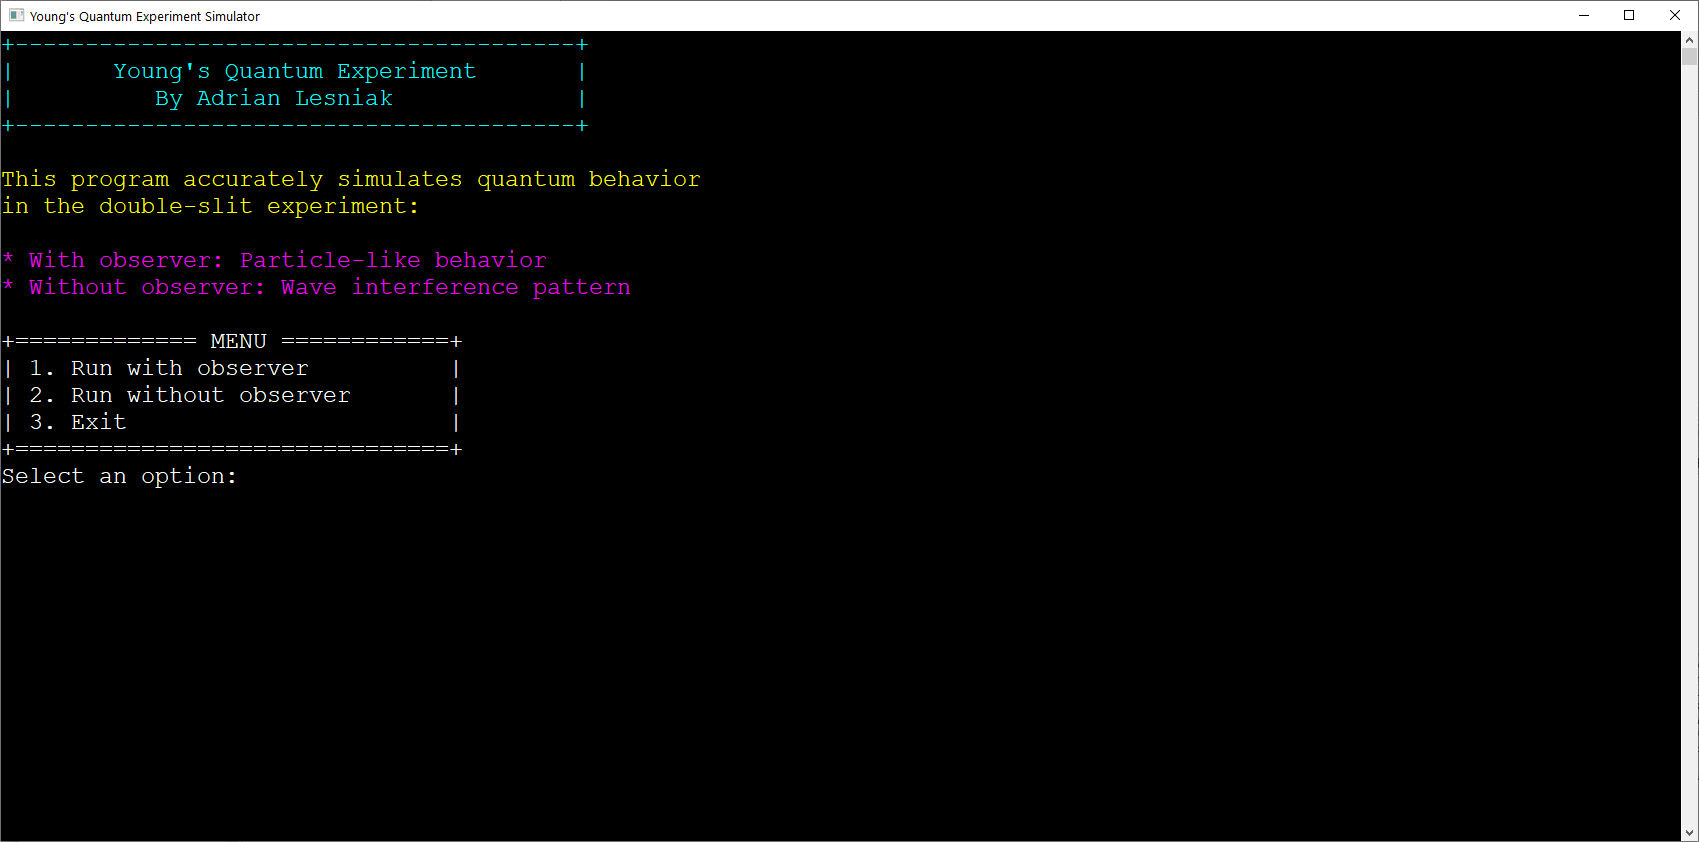 Young's Quantum Experiment Simulator
+----------------------------------------+
|       Young's Quantum Experiment       |
|          By Adrian Lesniak             |
+----------------------------------------+
This program accurately simulates quantum behavior
in the double-slit experiment:
* With observer: Particle-like behavior
* Without observer: Wave interference pattern
+============= MENU ============+
| 1. Run with observer          |
| 2. Run without observer       |
| 3. Exit                       |
+===============================+
Select an option: